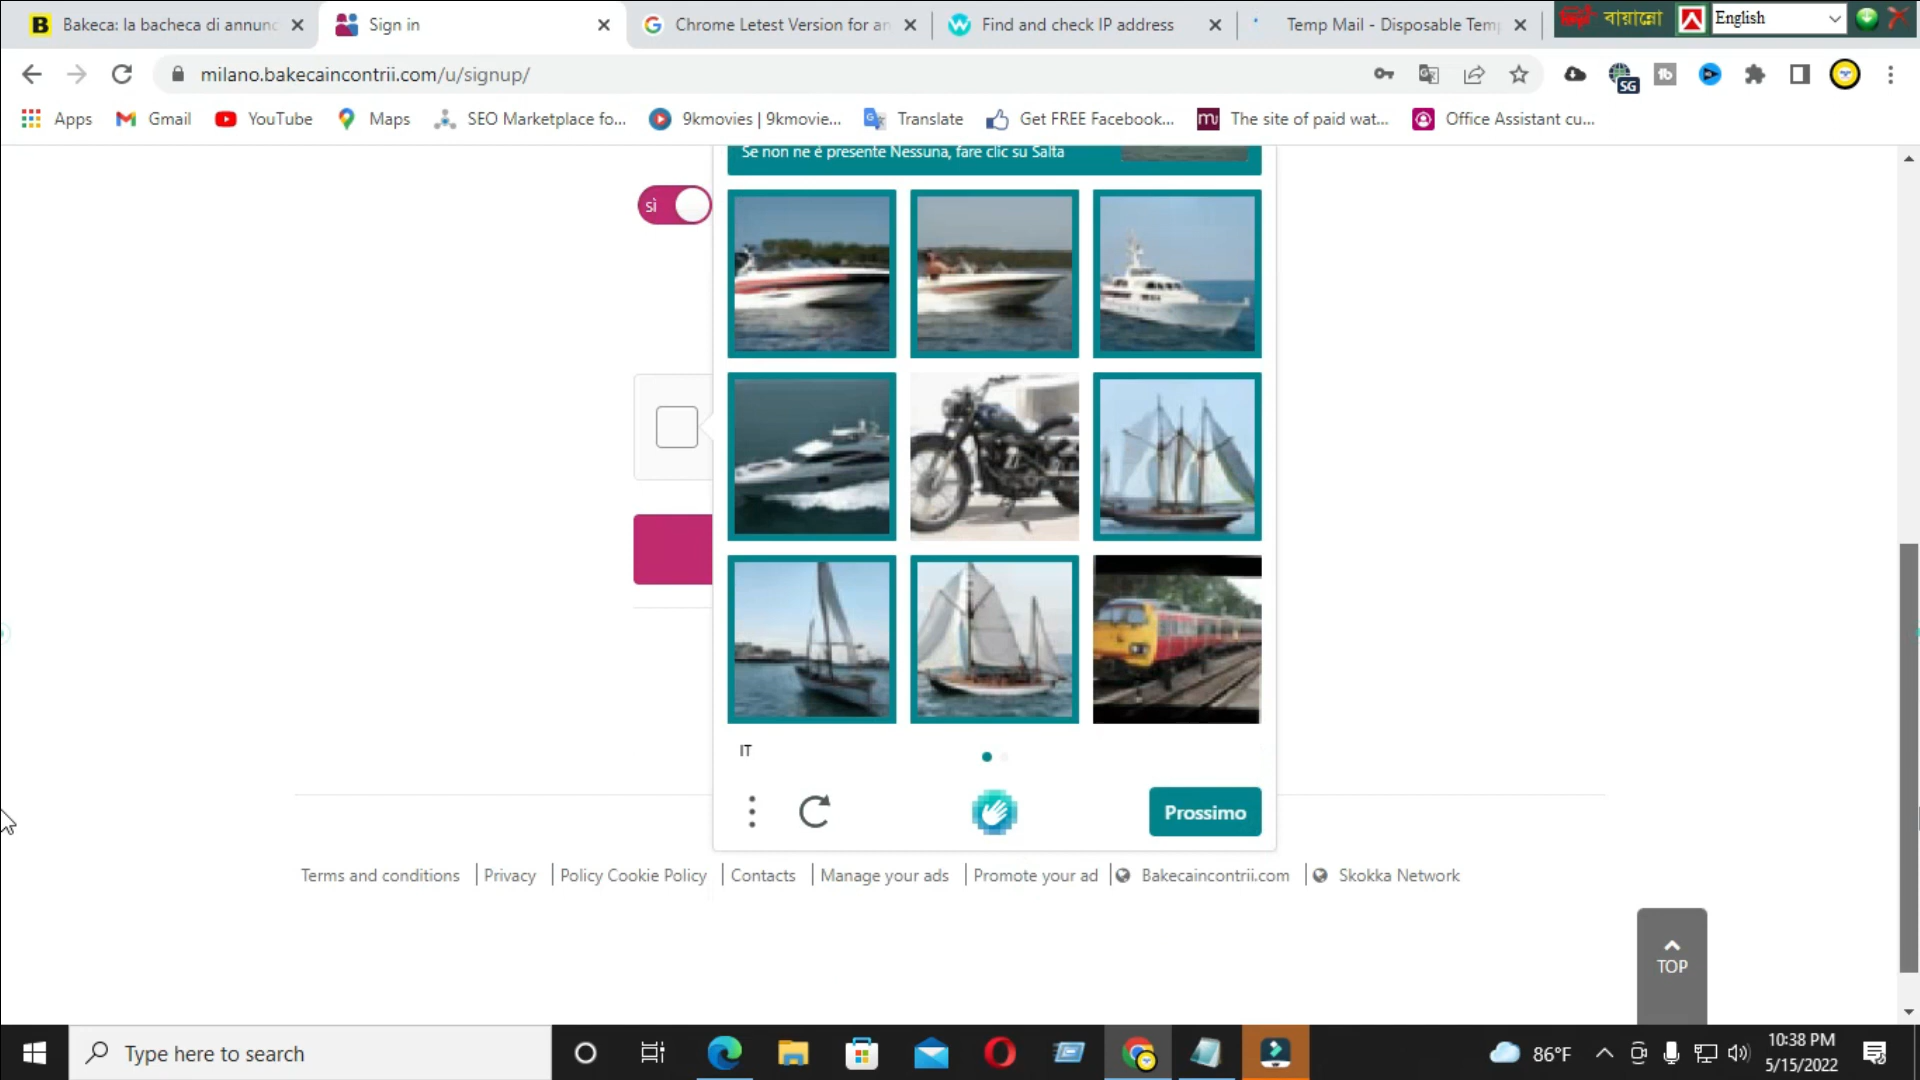 Bakeca: la bacheca di annunc
Sign in
Chrome Letest Version for an
Find and check IP address
Temp Mail - Disposable Temp
বায়ান্নো
English
milano.bakecaincontrii.com/u/signup/
SG
Apps
Gmail
YouTube
Maps
SEO Marketplace fo...
9kmovies | 9kmovie...
Translate
Get FREE Facebook...
The site of paid wat...
Office Assistant cu...
Se non ne è presente Nessuna, fare clic su Salta
sì
IT
Prossimo
Terms and conditions
Privacy
Policy Cookie Policy
Contacts
Manage your ads
Promote your ad
Bakecaincontrii.com
Skokka Network
TOP
Type here to search
86°F
10:38 PM
5/15/2022